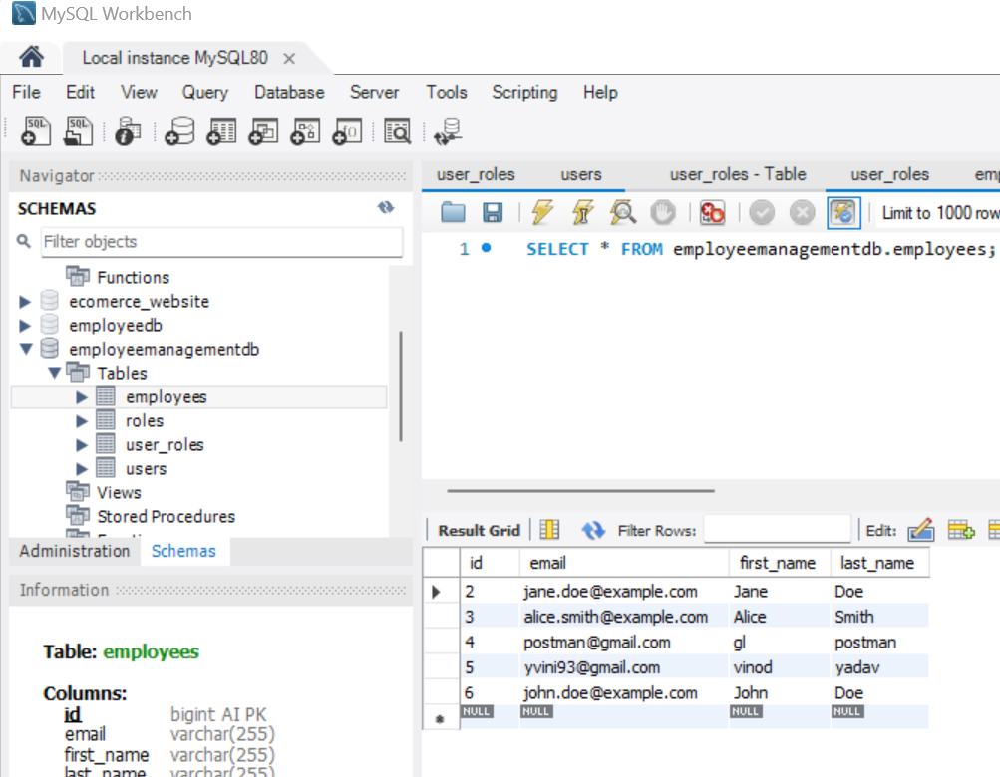 MySQL Workbench
Local instance MySQL80
File Edit View Query Database Server Tools Scripting Help
SQL SQL
Navigator
user_roles users user_roles - Table user_roles emp
SCHEMAS
Limit to 1000 row
Filter objects
1 SELECT * FROM employeemanagementdb.employees;
Functions
ecomerce_website
employeedb
employeemanagementdb
Tables
employees
roles
user_roles
users
Views
Stored Procedures
Administration Schemas
Result Grid Filter Rows: Edit:
Information
id email first_name last_name
2 jane.doe@example.com Jane Doe
3 alice.smith@example.com Alice Smith
4 postman@gmail.com gl postman
5 yvini93@gmail.com vinod yadav
6 john.doe@example.com John Doe
NULL NULL NULL NULL
Table: employees
Columns:
id bigint AI PK
email varchar(255)
first_name varchar(255)
last_name varchar(255)